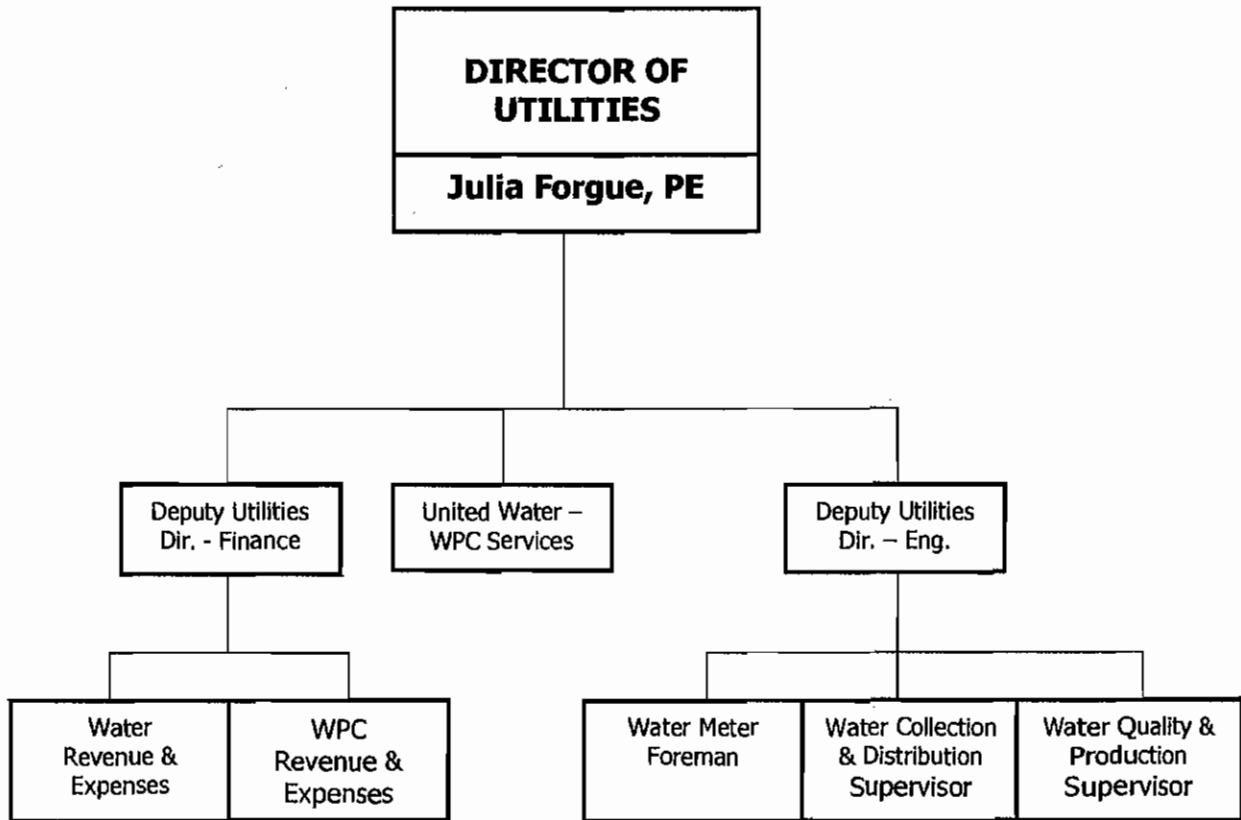 DIRECTOR OF
UTILITIES
Julia Forgue, PE
Deputy Utilities
Dir. - Finance
United Water –
WPC Services
Deputy Utilities
Dir. – Eng.
Water
Revenue &
Expenses
WPC
Revenue &
Expenses
Water Meter
Foreman
Water Collection
& Distribution
Supervisor
Water Quality &
Production
Supervisor